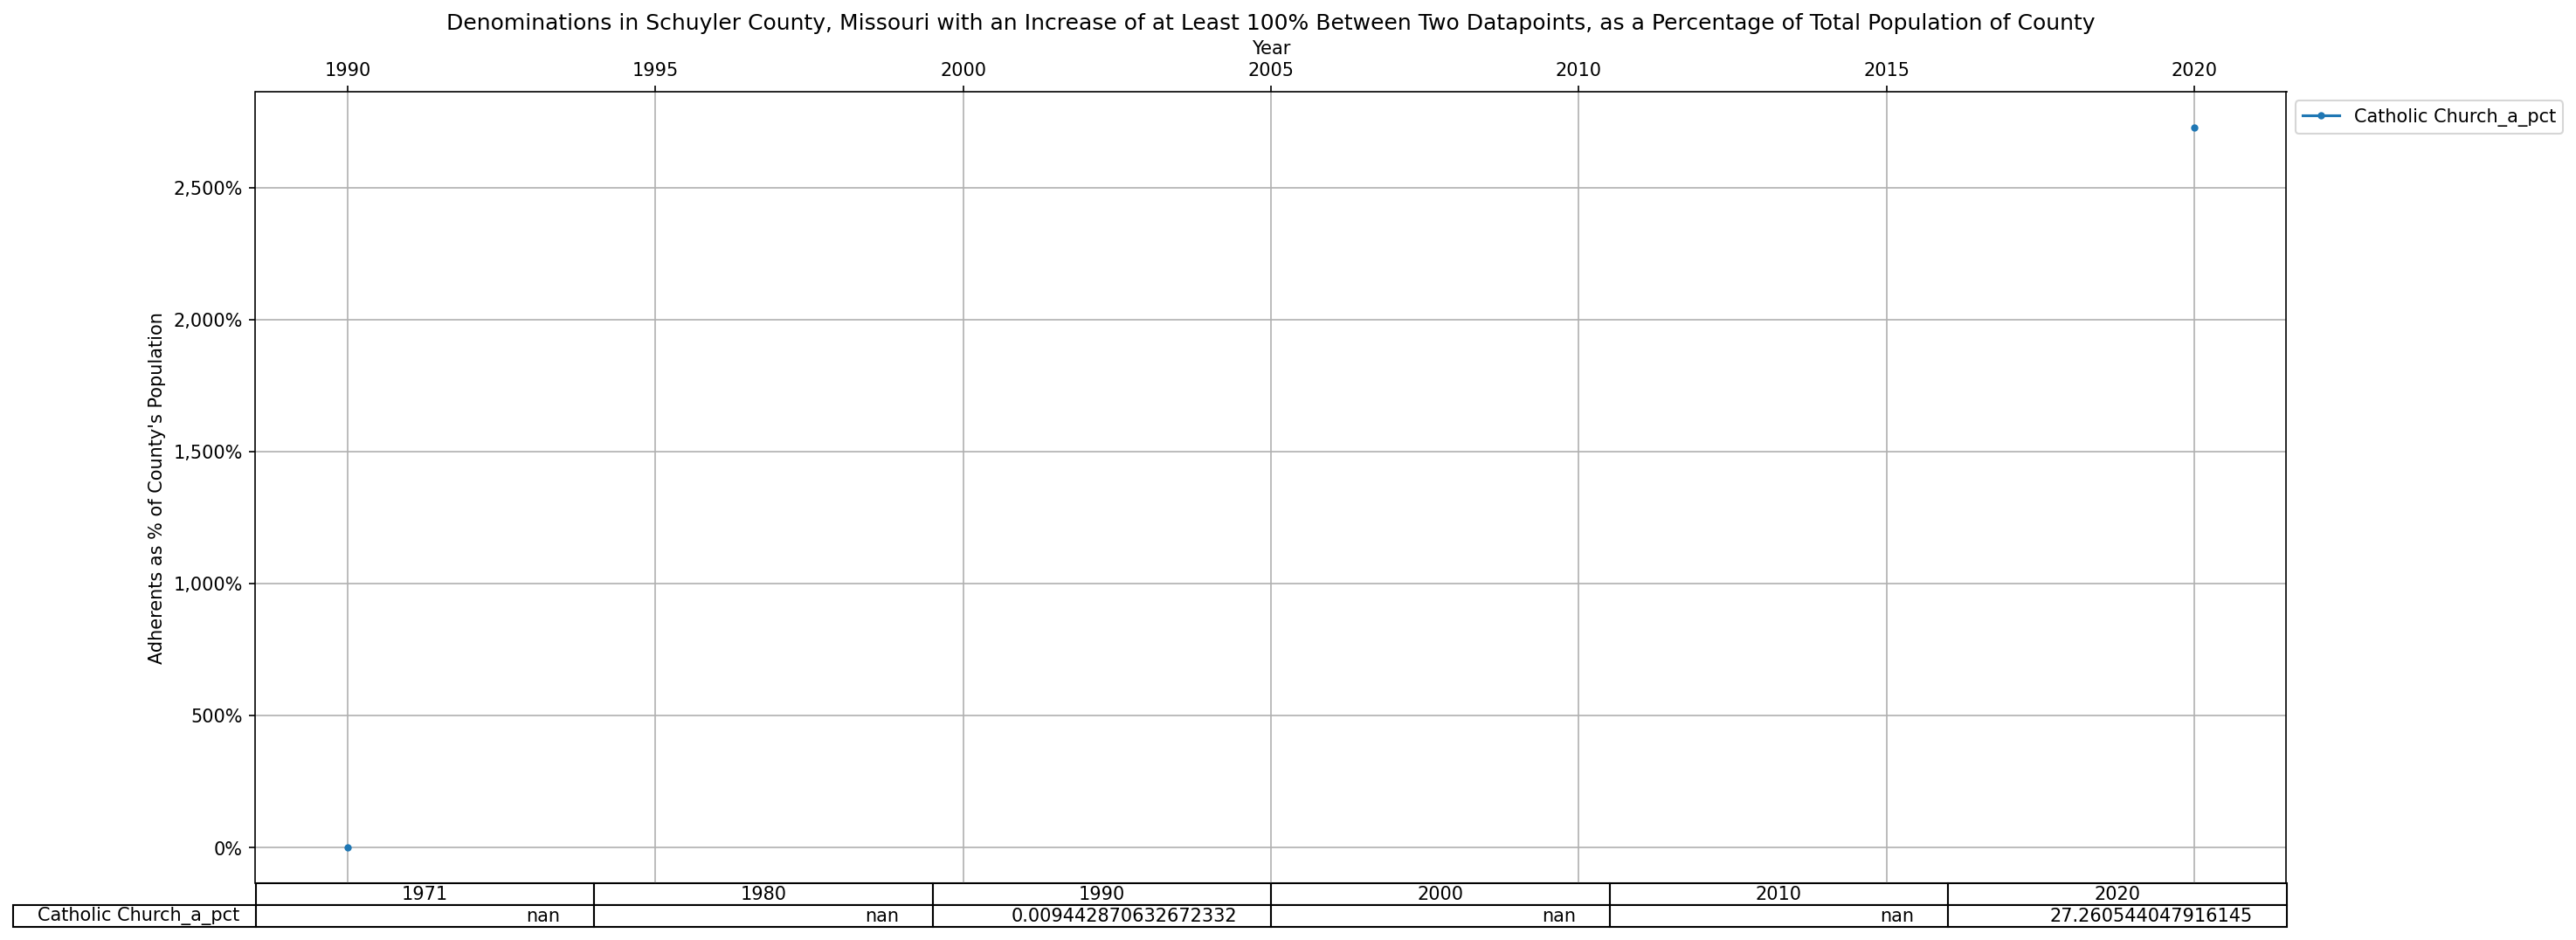 Denominations in Schuyler County, Missouri with an Increase of at Least 100% Between Two Datapoints, as a Percentage of Total Population of County
Year
1990 1995 2000 2005 2010 2015 2020
Catholic Church_a_pct
2,500%
2,000%
1,500%
1,000%
500%
0%
Adherents as % of County's Population
1971 1980 1990 2000 2010 2020
Catholic Church_a_pct nan nan 0.009442870632672332 nan nan 27.260544047916145